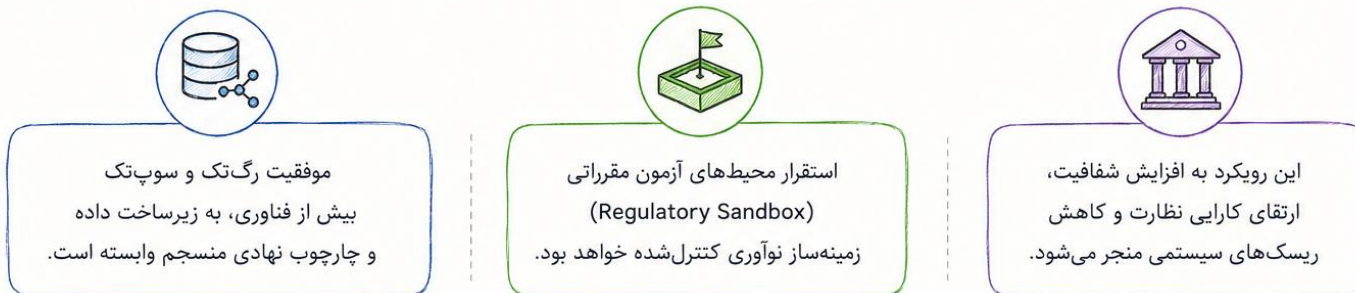 این رویکرد به افزایش شفافیت،
ارتقای کارایی نظارت و کاهش
ریسک‌های سیستمی منجر می‌شود.
استقرار محیط‌های آزمون مقرراتی
(Regulatory Sandbox)
زمینه‌ساز نوآوری کنترل‌شده خواهد بود.
موفقیت رگ‌تک و سوپ‌تک
بیش از فناوری، به زیرساخت داده
و چارچوب نهادی منسجم وابسته است.